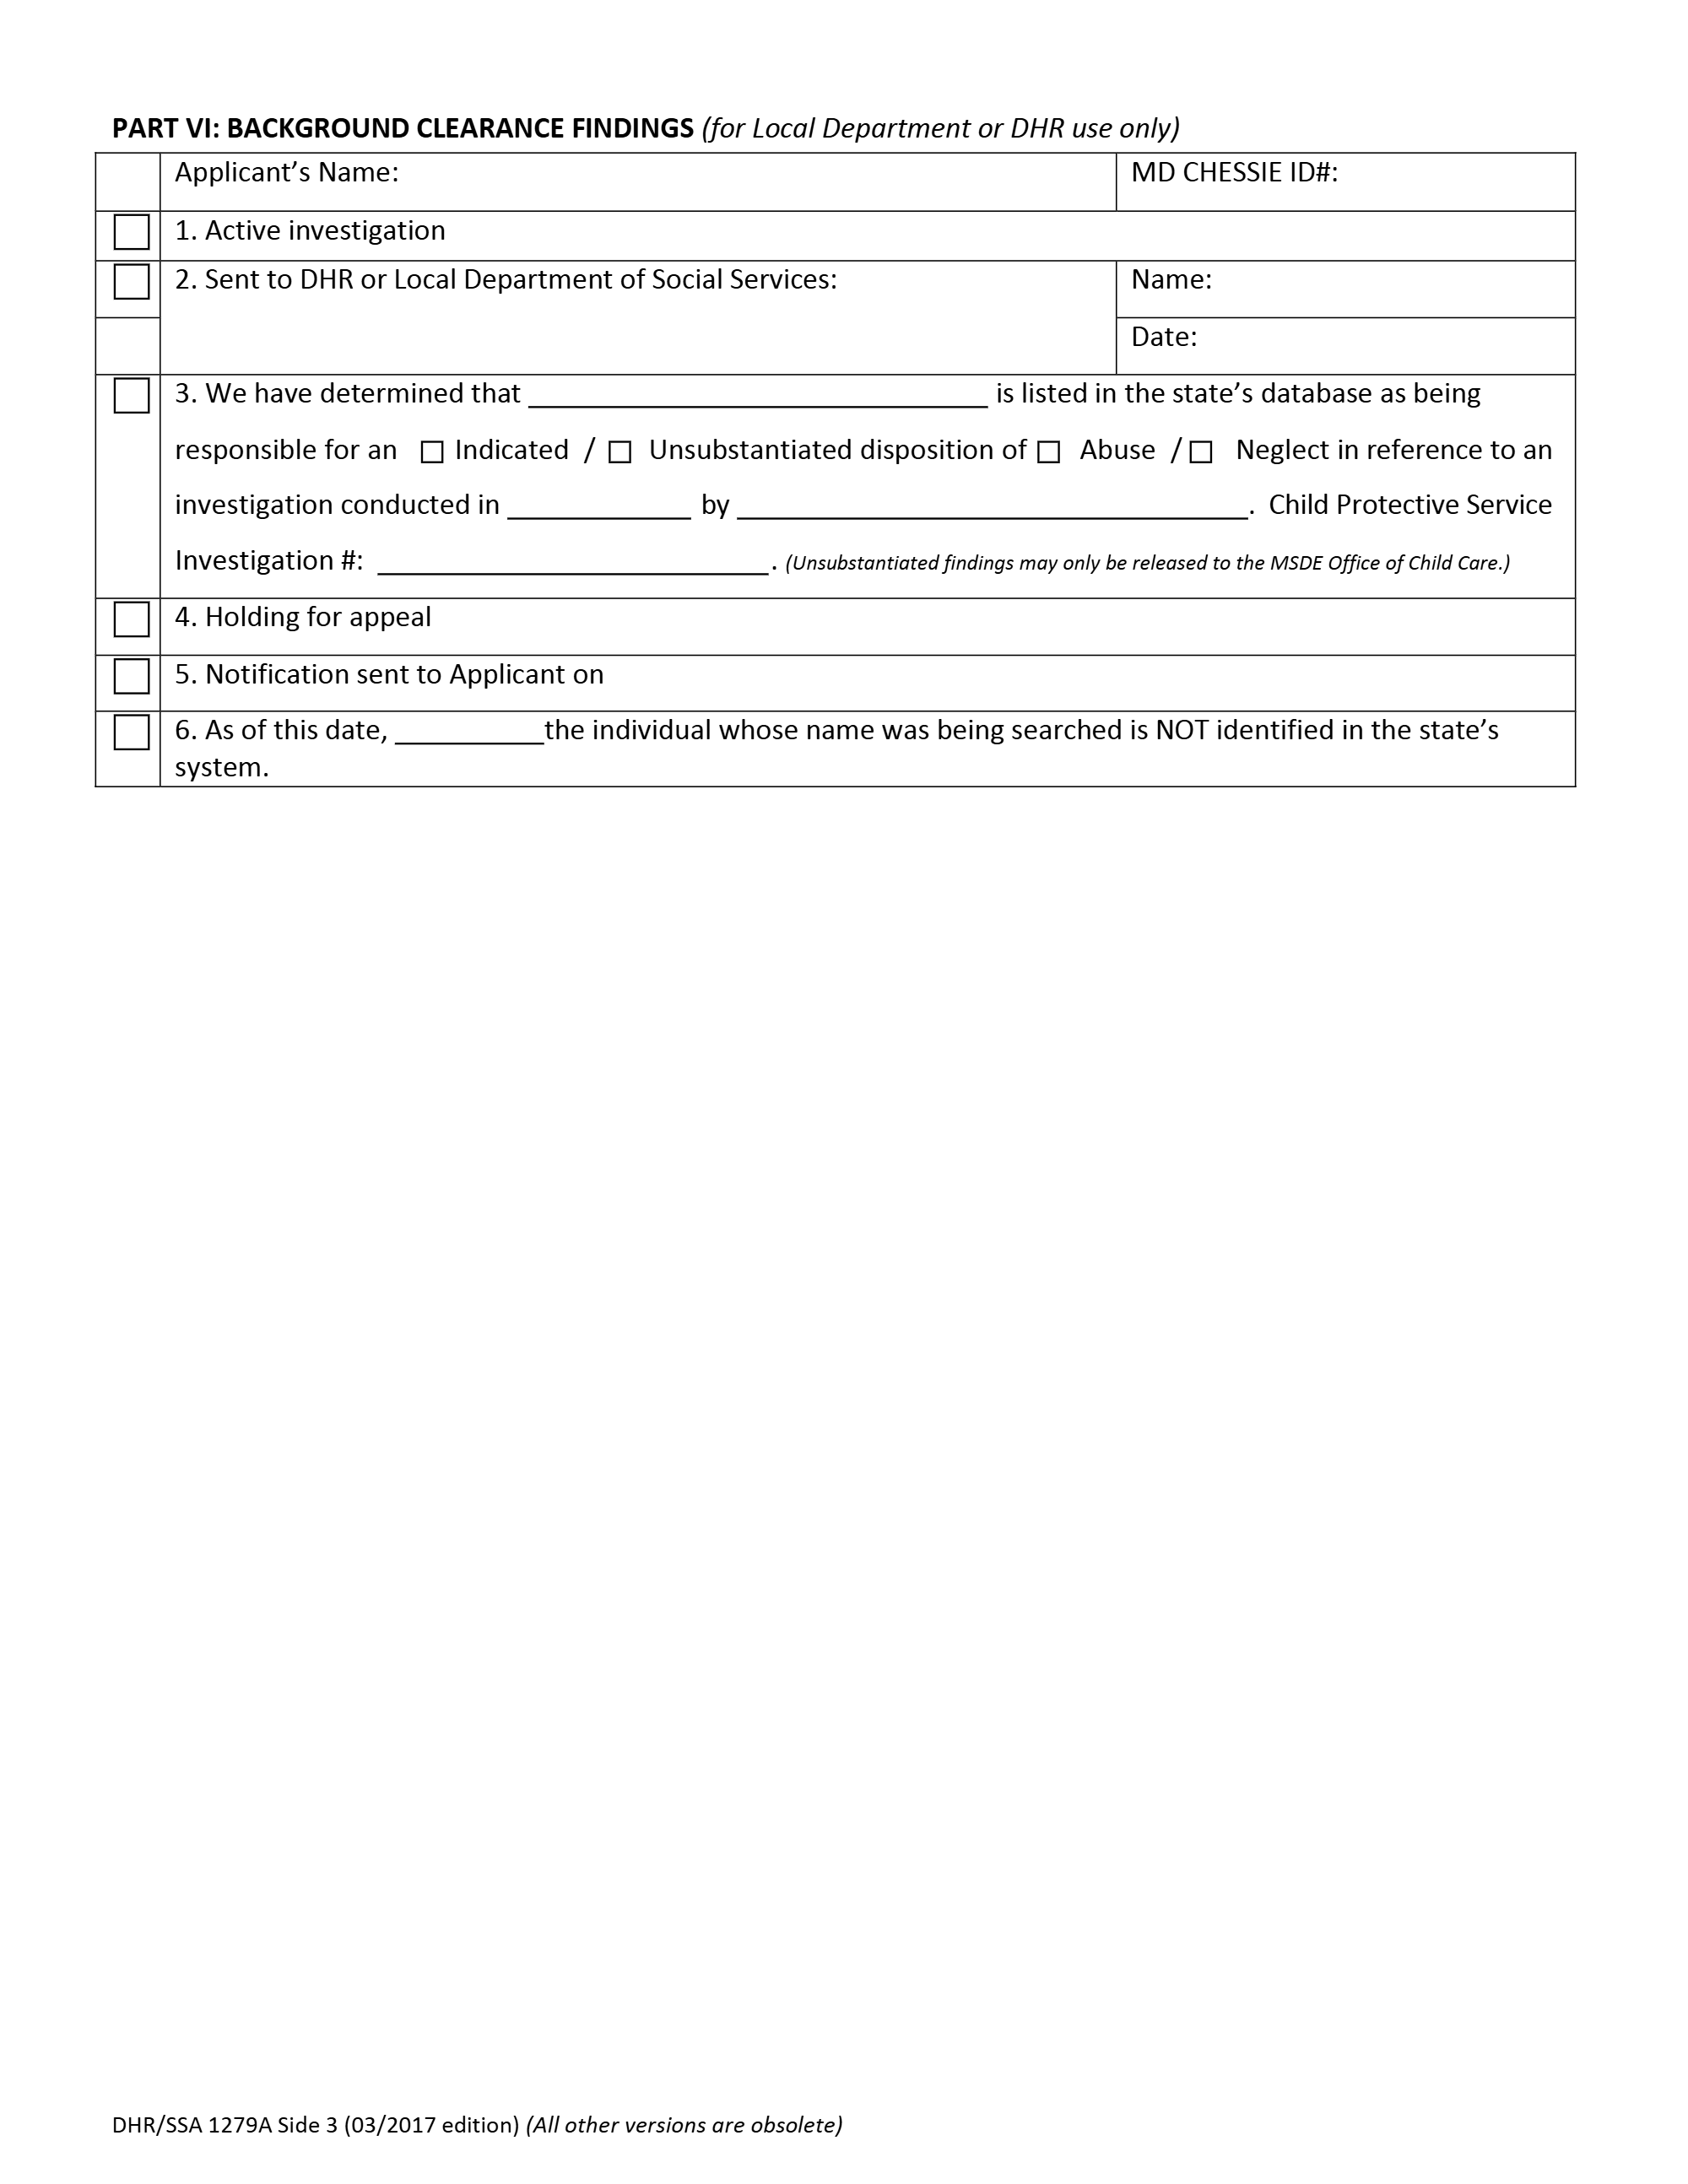 PART VI: BACKGROUND CLEARANCE FINDINGS (for Local Department or DHR use only)
Applicant’s Name: MD CHESSIE ID#:
1. Active investigation
2. Sent to DHR or Local Department of Social Services: Name:
Date:
3. We have determined that ______________________________ is listed in the state’s database as being
responsible for an ☐ Indicated / ☐ Unsubstantiated disposition of ☐ Abuse / ☐ Neglect in reference to an
investigation conducted in ____________ by _________________________________. Child Protective Service
Investigation #: _________________________. (Unsubstantiated findings may only be released to the MSDE Office of Child Care.)
4. Holding for appeal
5. Notification sent to Applicant on
6. As of this date, __________the individual whose name was being searched is NOT identified in the state’s
system.
DHR/SSA 1279A Side 3 (03/2017 edition) (All other versions are obsolete)